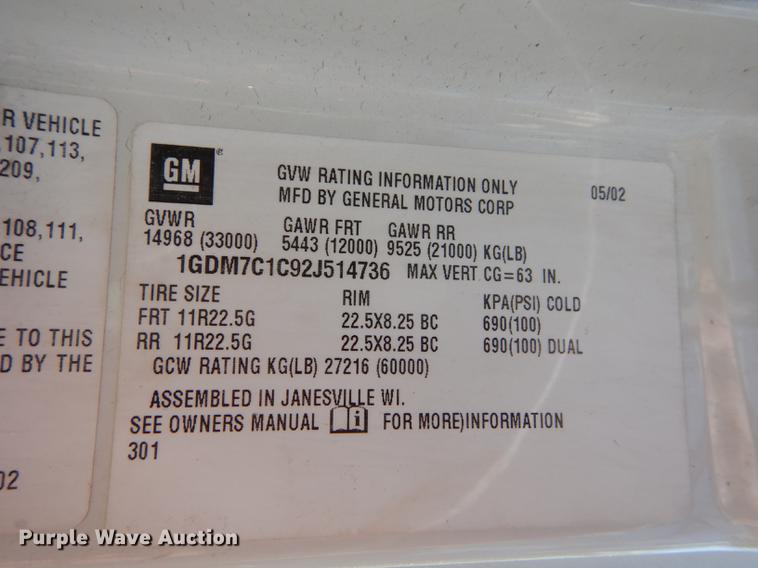 R VEHICLE
,107,113,
209,
,108,111,
CE
EHICLE
E TO THIS
D BY THE
02
GM®
GVW RATING INFORMATION ONLY 05/02
MFD BY GENERAL MOTORS CORP
GVWR GAWR FRT GAWR RR
14968 (33000) 5443 (12000) 9525 (21000) KG(LB)
1GDM7C1C92J514736 MAX VERT CG=63 IN.
TIRE SIZE RIM KPA(PSI) COLD
FRT 11R22.5G 22.5X8.25 BC 690(100)
RR 11R22.5G 22.5X8.25 BC 690(100) DUAL
GCW RATING KG(LB) 27216 (60000)
ASSEMBLED IN JANESVILLE WI.
SEE OWNERS MANUAL i FOR MORE)INFORMATION
301
Purple Wave Auction